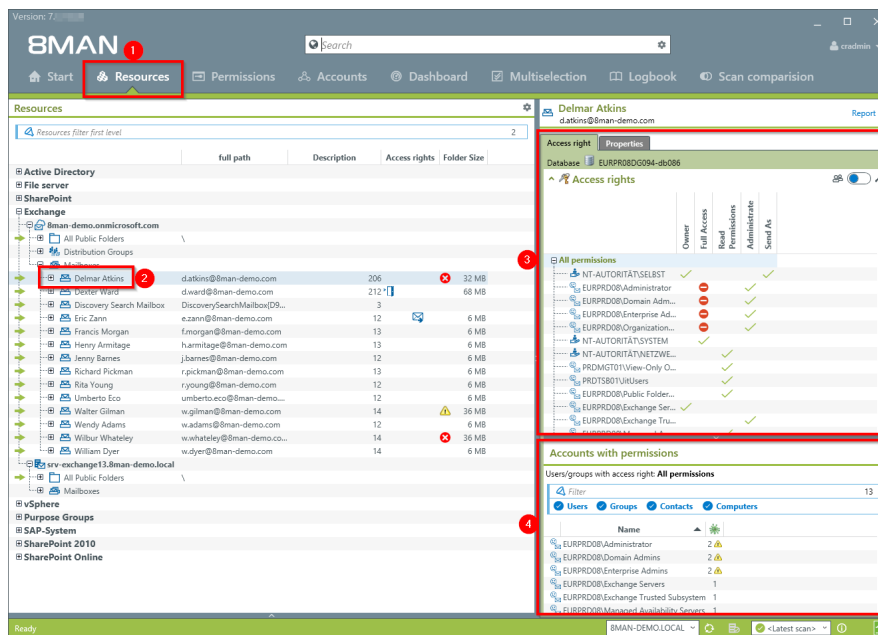 Version: 7.
8MAN
1
Search
cradmin
Start
Resources
Permissions
Accounts
Dashboard
Multiselection
Logbook
Scan comparision
Resources
Resources filter first level 2
full path Description Access rights Folder Size
Active Directory
File server
SharePoint
Exchange
8man-demo.onmicrosoft.com
All Public Folders \
Distribution Groups
Mailboxes
Delmar Atkins 2 d.atkins@8man-demo.com 206 32 MB
Dexter Ward d.ward@8man-demo.com 212 * 68 MB
Discovery Search Mailbox DiscoverySearchMailbox{D9... 3
Eric Zann e.zann@8man-demo.com 12 6 MB
Francis Morgan f.morgan@8man-demo.com 13 6 MB
Henry Armitage h.armitage@8man-demo.com 13 6 MB
Jenny Barnes j.barnes@8man-demo.com 12 6 MB
Richard Pickman r.pickman@8man-demo.com 13 6 MB
Rita Young r.young@8man-demo.com 12 6 MB
Umberto Eco umberto.eco@8man-demo... 12 6 MB
Walter Gilman w.gilman@8man-demo.com 14 36 MB
Wendy Adams w.adams@8man-demo.com 12 6 MB
Wilbur Whateley w.whateley@8man-demo.co... 14 36 MB
William Dyer w.dyer@8man-demo.com 14 6 MB
srv-exchange13.8man-demo.local
All Public Folders \
Mailboxes
vSphere
Purpose Groups
SAP-System
SharePoint 2010
SharePoint Online
Delmar Atkins
d.atkins@8man-demo.com Report
Access right Properties
Database EURPR08DG094-db086
Access rights
Owner
Full Access
Read Permissions
Administrate
Send As
3
All permissions
NT-AUTORITÄT\SELBST
EURPRD08\Administrator
EURPRD08\Domain Adm...
EURPRD08\Enterprise Ad...
EURPRD08\Organization...
NT-AUTORITÄT\SYSTEM
NT-AUTORITÄT\NETZWE...
PRDMGT01\View-Only O...
PRDTSB01\JitUsers
EURPRD08\Public Folder...
EURPRD08\Exchange Ser...
EURPRD08\Exchange Tru...
Accounts with permissions
Users/groups with access right: All permissions
Filter 13
Users Groups Contacts Computers
4
Name
EURPRD08\Administrator 2
EURPRD08\Domain Admins 2
EURPRD08\Enterprise Admins 2
EURPRD08\Exchange Servers 1
EURPRD08\Exchange Trusted Subsystem 1
EURPRD08\Managed Availability Servers 1
Ready
8MAN-DEMO.LOCAL
<Latest scan>